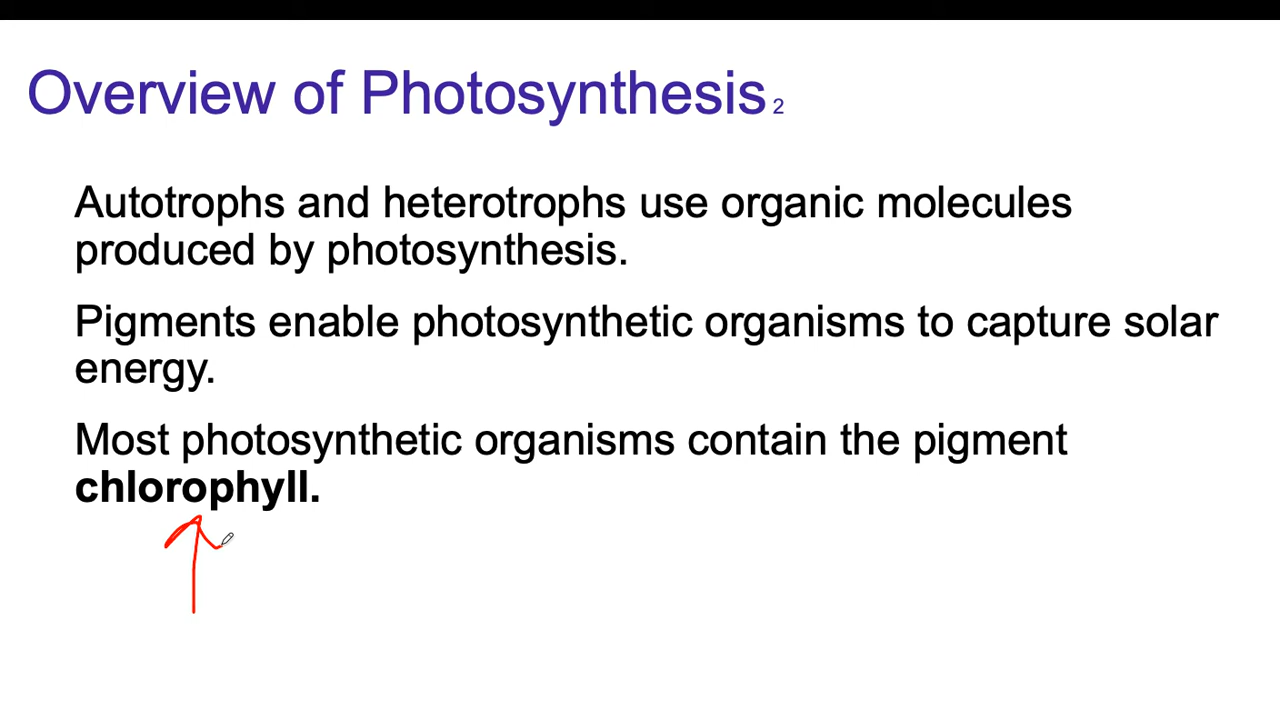 Overview of Photosynthesis 2
Autotrophs and heterotrophs use organic molecules
produced by photosynthesis.
Pigments enable photosynthetic organisms to capture solar
energy.
Most photosynthetic organisms contain the pigment
chlorophyll.